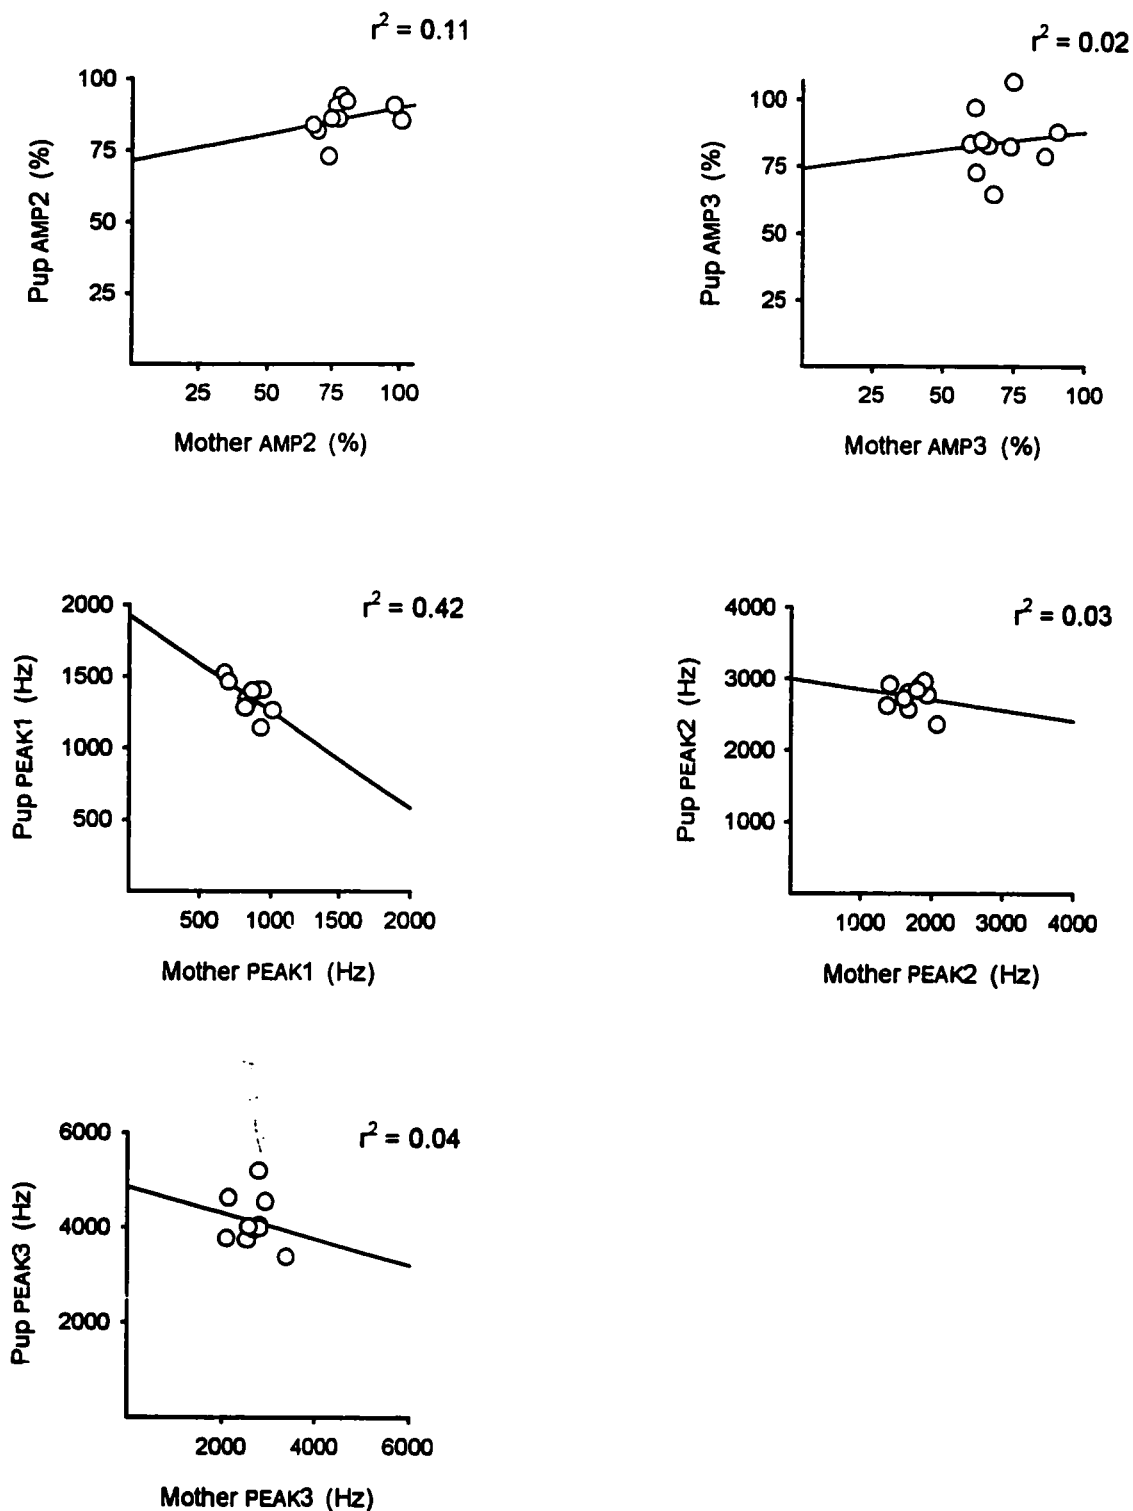 r² = 0.11
100
75
50
25
Pup AMP2 (%)
25 50 75 100
Mother AMP2 (%)
r² = 0.02
100
75
50
25
Pup AMP3 (%)
25 50 75 100
Mother AMP3 (%)
r² = 0.42
2000
1500
1000
500
Pup PEAK1 (Hz)
500 1000 1500 2000
Mother PEAK1 (Hz)
r² = 0.03
4000
3000
2000
1000
Pup PEAK2 (Hz)
1000 2000 3000 4000
Mother PEAK2 (Hz)
r² = 0.04
6000
4000
2000
Pup PEAK3 (Hz)
2000 4000 6000
Mother PEAK3 (Hz)